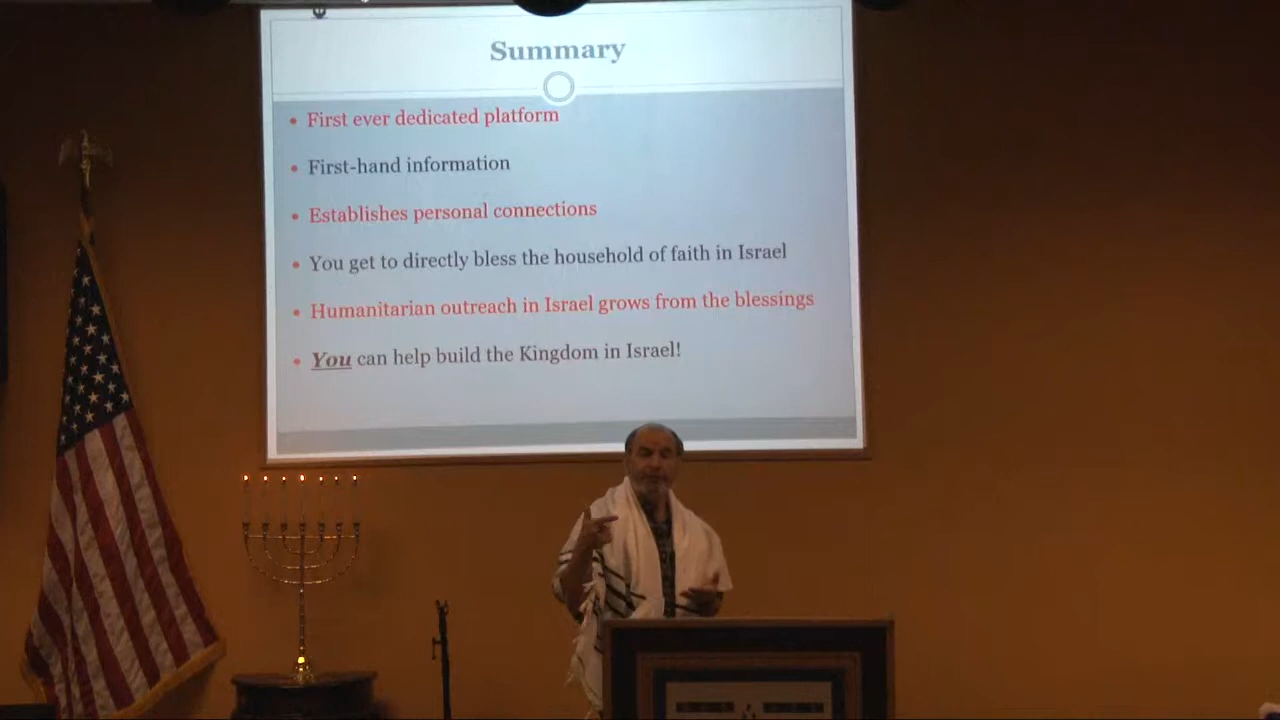 Summary
• First ever dedicated platform
• First-hand information
• Establishes personal connections
• You get to directly bless the household of faith in Israel
• Humanitarian outreach in Israel grows from the blessings
• You can help build the Kingdom in Israel!